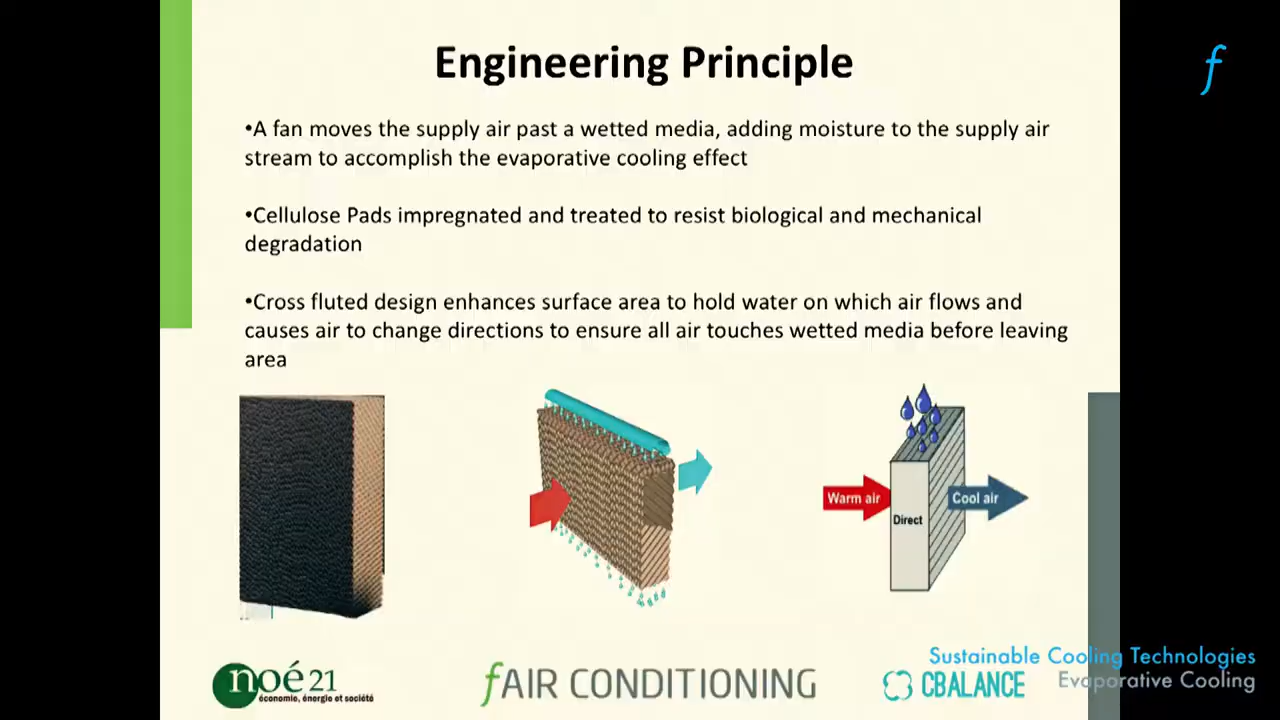 Engineering Principle
f
•A fan moves the supply air past a wetted media, adding moisture to the supply air
stream to accomplish the evaporative cooling effect
•Cellulose Pads impregnated and treated to resist biological and mechanical
degradation
•Cross fluted design enhances surface area to hold water on which air flows and
causes air to change directions to ensure all air touches wetted media before leaving
area
Warm air
Direct
Cool air
noé21
économie, énergie et société
fAIR CONDITIONING
CBALANCE
Sustainable Cooling Technologies
Evaporative Cooling